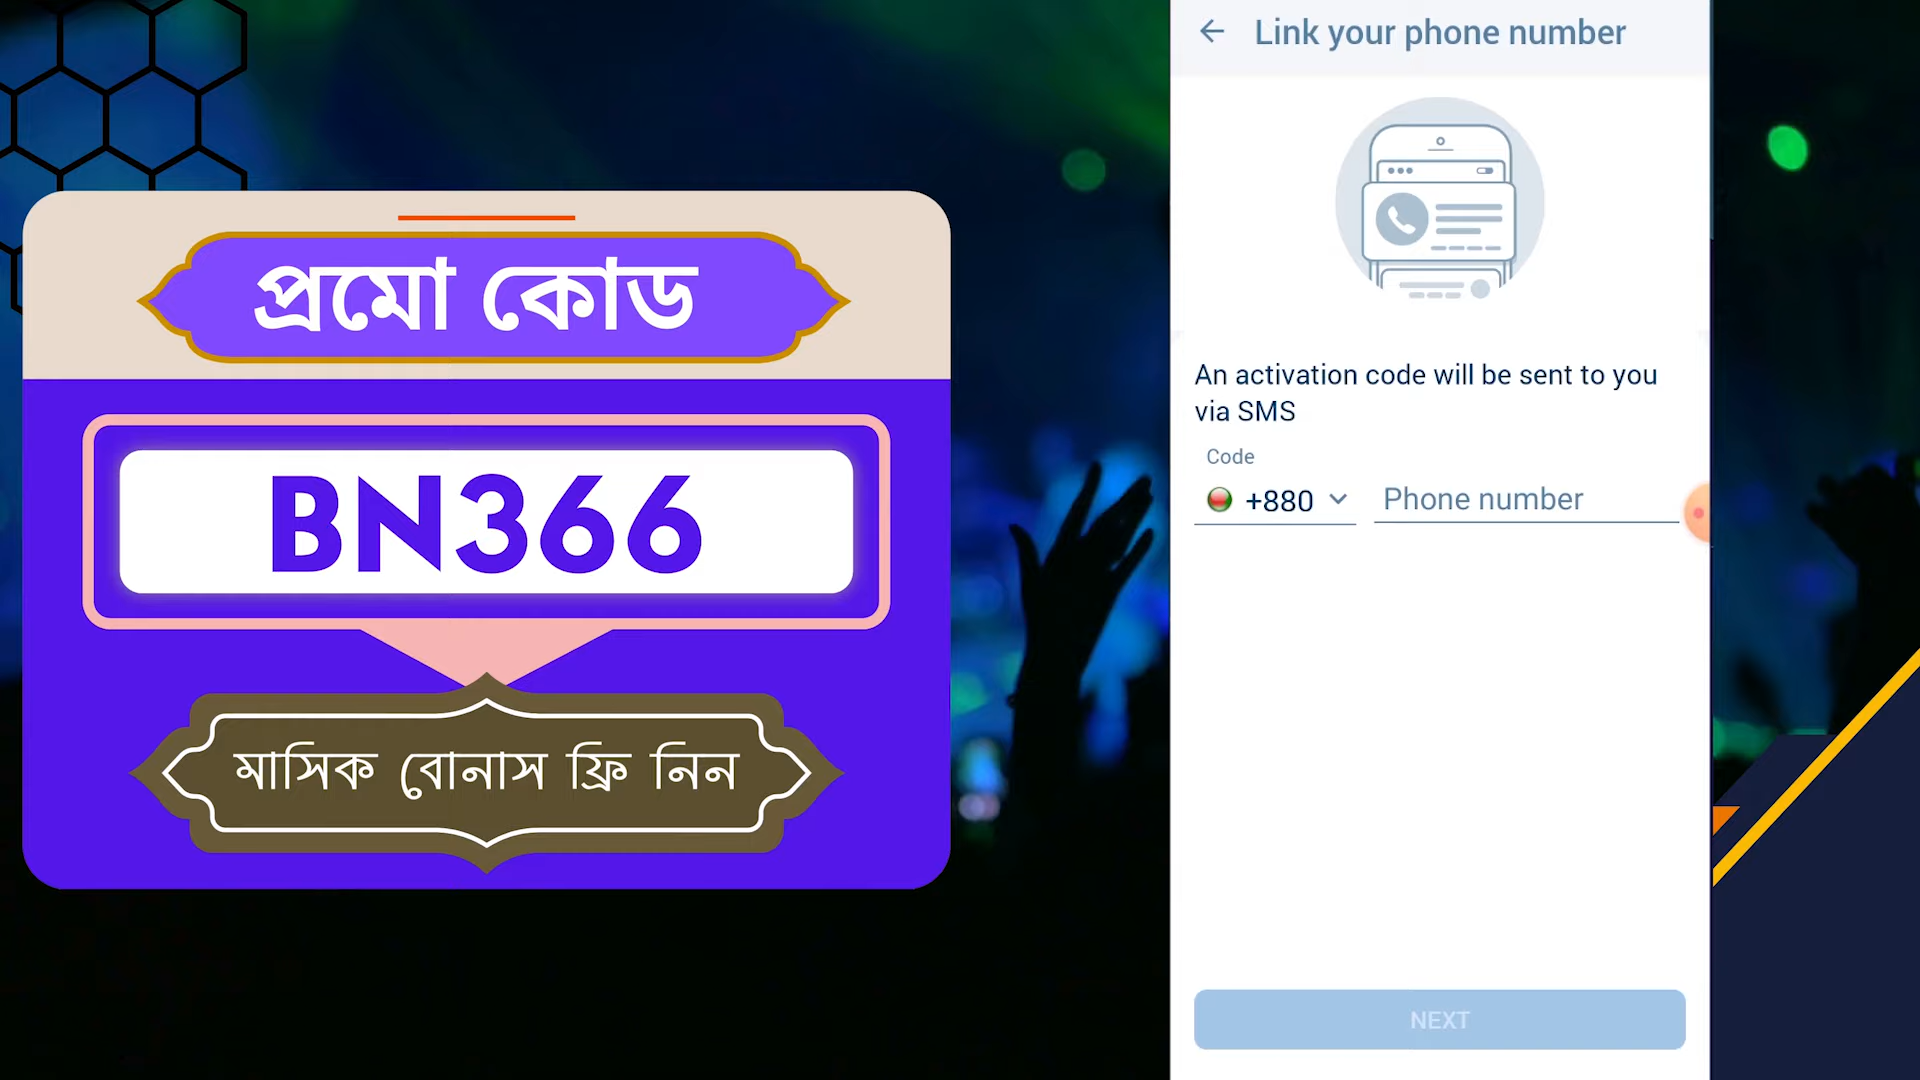 প্রমো কোড
BN366
মাসিক বোনাস ফ্রি নিন
Link your phone number
An activation code will be sent to you
via SMS
Code
+880 Phone number
NEXT